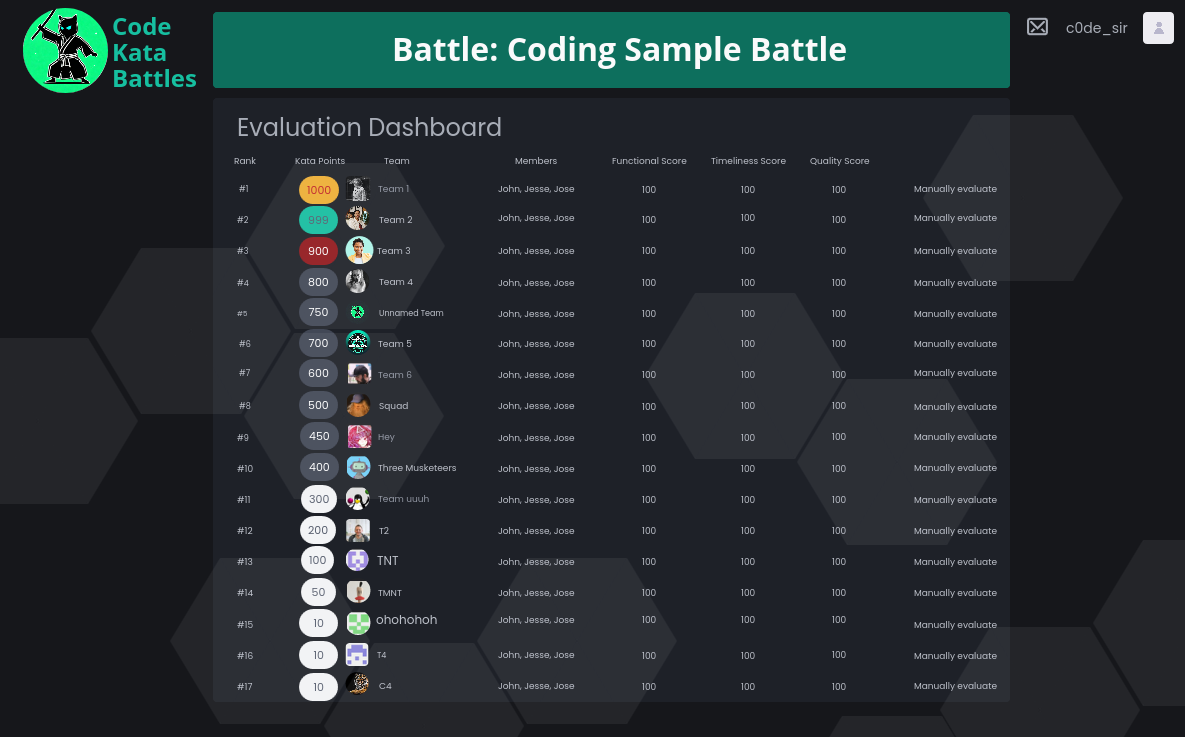 Code
Kata
Battles
Battle: Coding Sample Battle
c0de_sir
Evaluation Dashboard
Rank Kata Points Team Members Functional Score Timeliness Score Quality Score
#1 1000 Team 1 John, Jesse, Jose 100 100 100 Manually evaluate
#2 999 Team 2 John, Jesse, Jose 100 100 100 Manually evaluate
#3 900 Team 3 John, Jesse, Jose 100 100 100 Manually evaluate
#4 800 Team 4 John, Jesse, Jose 100 100 100 Manually evaluate
#5 750 Unnamed Team John, Jesse, Jose 100 100 100 Manually evaluate
#6 700 Team 5 John, Jesse, Jose 100 100 100 Manually evaluate
#7 600 Team 6 John, Jesse, Jose 100 100 100 Manually evaluate
#8 500 Squad John, Jesse, Jose 100 100 100 Manually evaluate
#9 450 Hey John, Jesse, Jose 100 100 100 Manually evaluate
#10 400 Three Musketeers John, Jesse, Jose 100 100 100 Manually evaluate
#11 300 Team uuuh John, Jesse, Jose 100 100 100 Manually evaluate
#12 200 T2 John, Jesse, Jose 100 100 100 Manually evaluate
#13 100 TNT John, Jesse, Jose 100 100 100 Manually evaluate
#14 50 TMNT John, Jesse, Jose 100 100 100 Manually evaluate
#15 10 ohohohoh John, Jesse, Jose 100 100 100 Manually evaluate
#16 10 T4 John, Jesse, Jose 100 100 100 Manually evaluate
#17 10 C4 John, Jesse, Jose 100 100 100 Manually evaluate